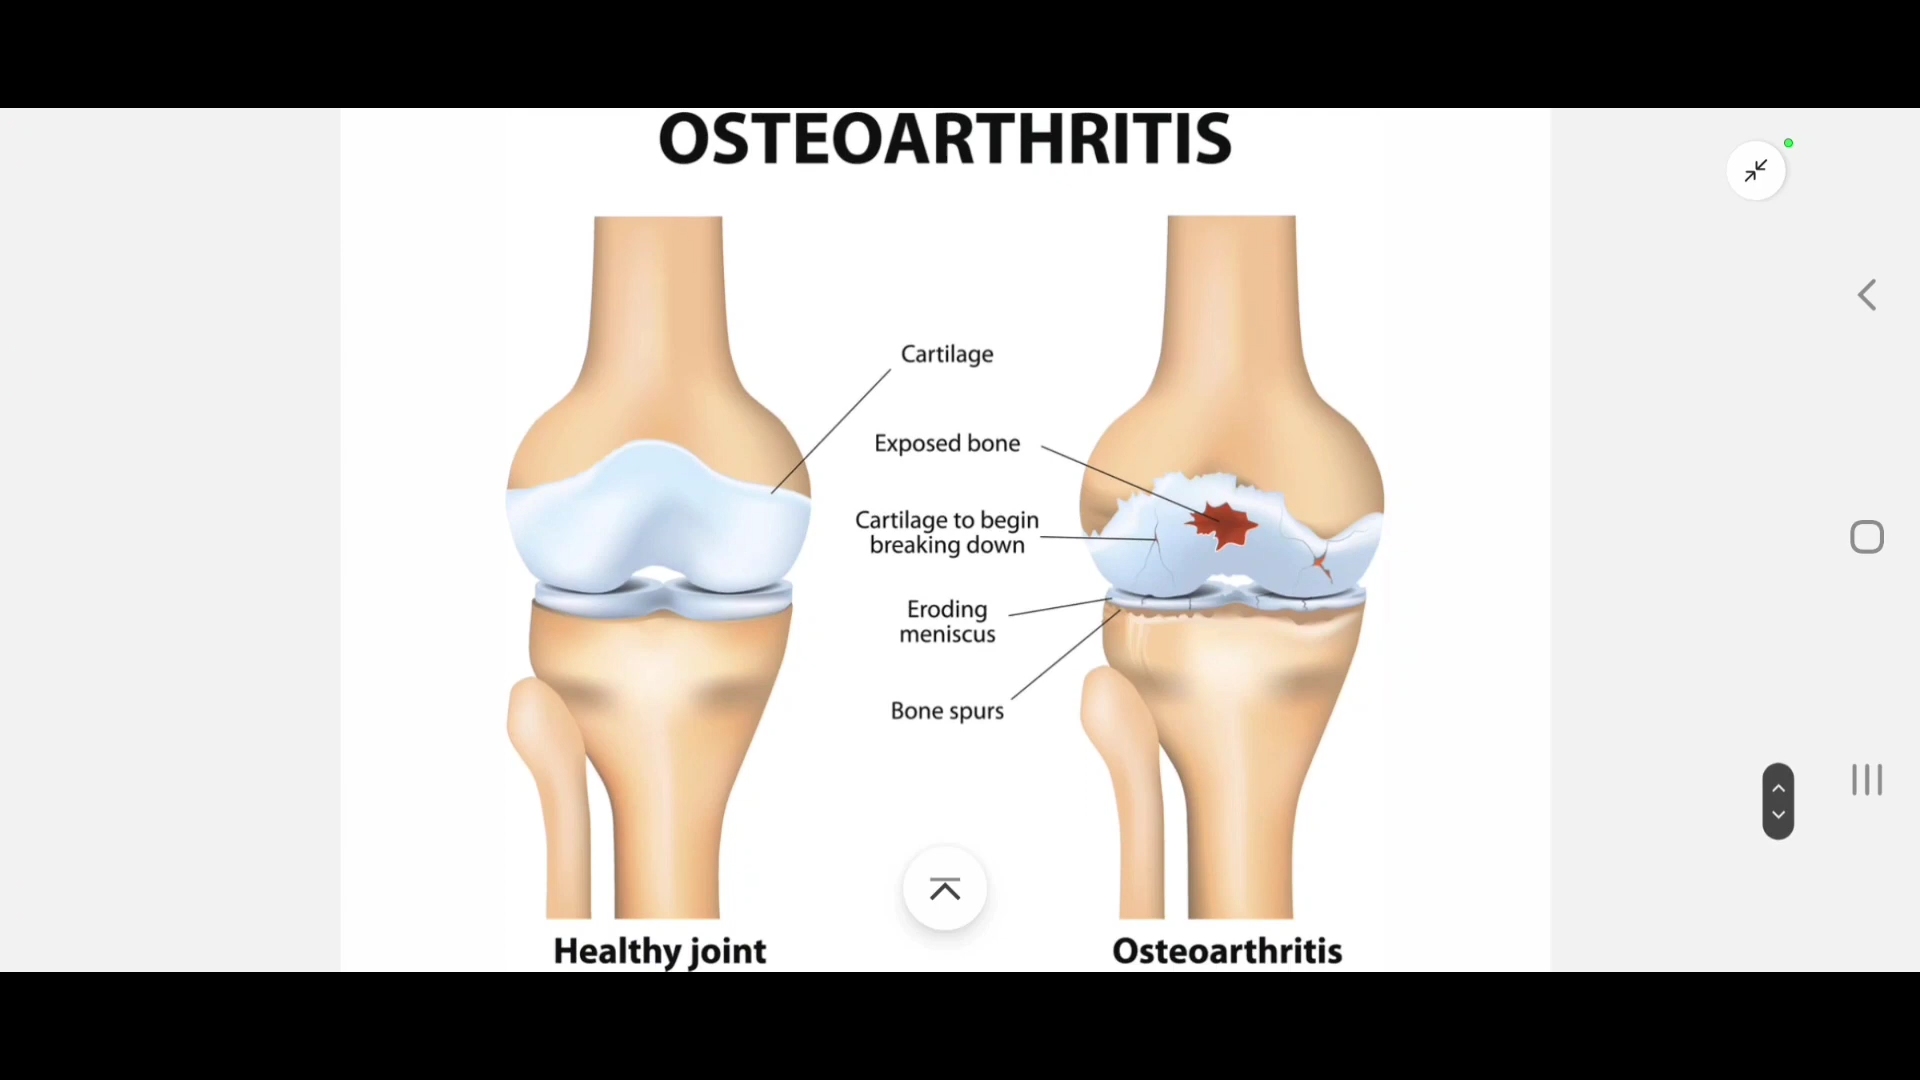 OSTEOARTHRITIS
Cartilage
Exposed bone
Cartilage to begin
breaking down
Eroding
meniscus
Bone spurs
Healthy joint
Osteoarthritis